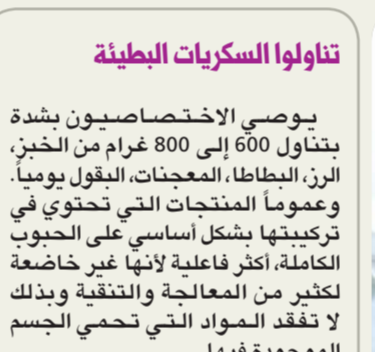 تناولوا السكريات البطيئة
يوصي الاختصاصيون بشدة
بتناول 600 إلى 800 غرام من الخبز،
الرز، البطاطا، المعجنات، البقول يومياً.
وعموماً المنتجات التي تحتوي في
تركيبتها بشكل أساسي على الحبوب
الكاملة، أكثر فاعلية لأنها غير خاضعة
لكثير من المعالجة والتنقية وبذلك
لا تفقد المواد التي تحمي الجسم